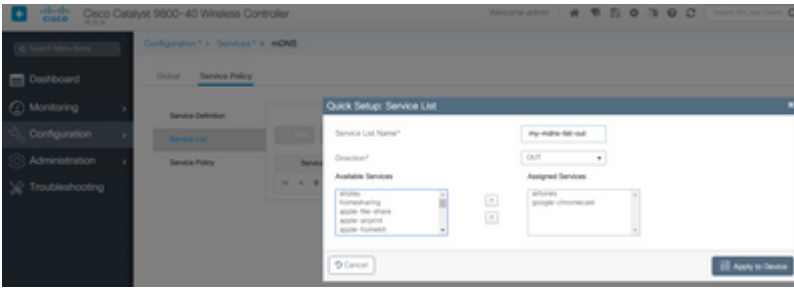 CISCO
Cisco Catalyst 9800-40 Wireless Controller
Welcome admin
Search Menu Items
Configuration > Services > mDNS
Dashboard
Monitoring
Configuration
Administration
Troubleshooting
Global
Service Policy
Service Definition
Service List
Service Policy
Service
Quick Setup: Service List
Service List Name*
my-mdns-list-out
Direction*
OUT
Available Services
Assigned Services
homesharing
apple-file-share
apple-airprint
apple-homekit
airtunes
google-chromecast
Cancel
Apply to Device